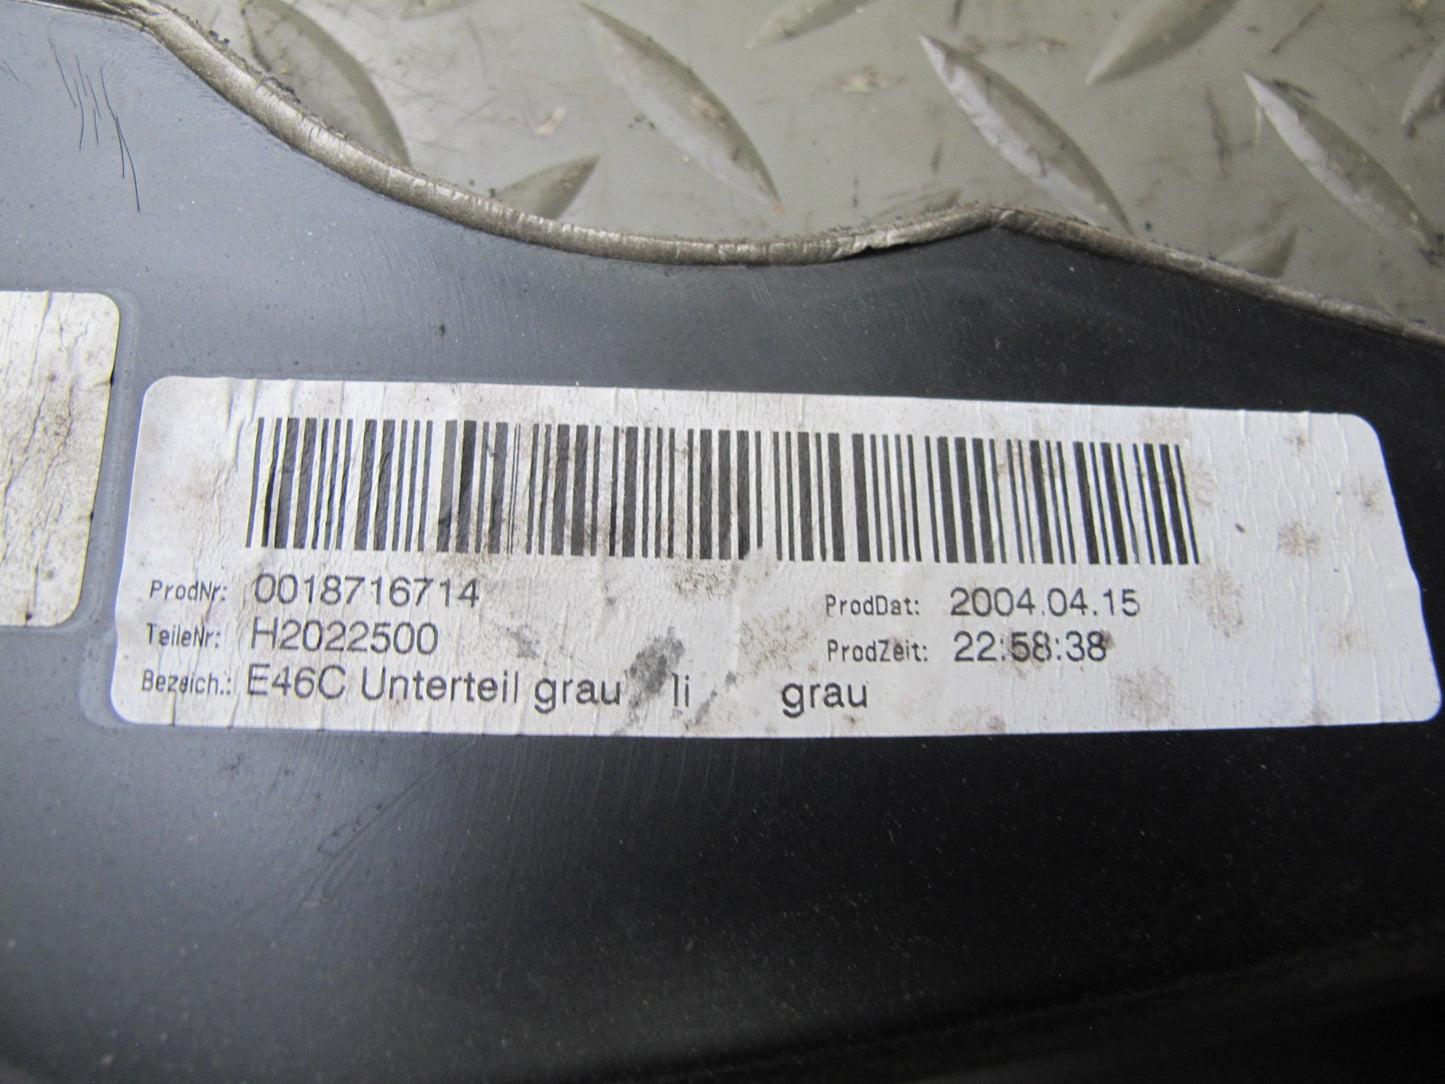 ProdNr: 0018716714 ProdDat: 2004.04.15
TeileNr: H2022500 ProdZeit: 22:58:38
Bezeich.: E46C Unterteil grau li grau